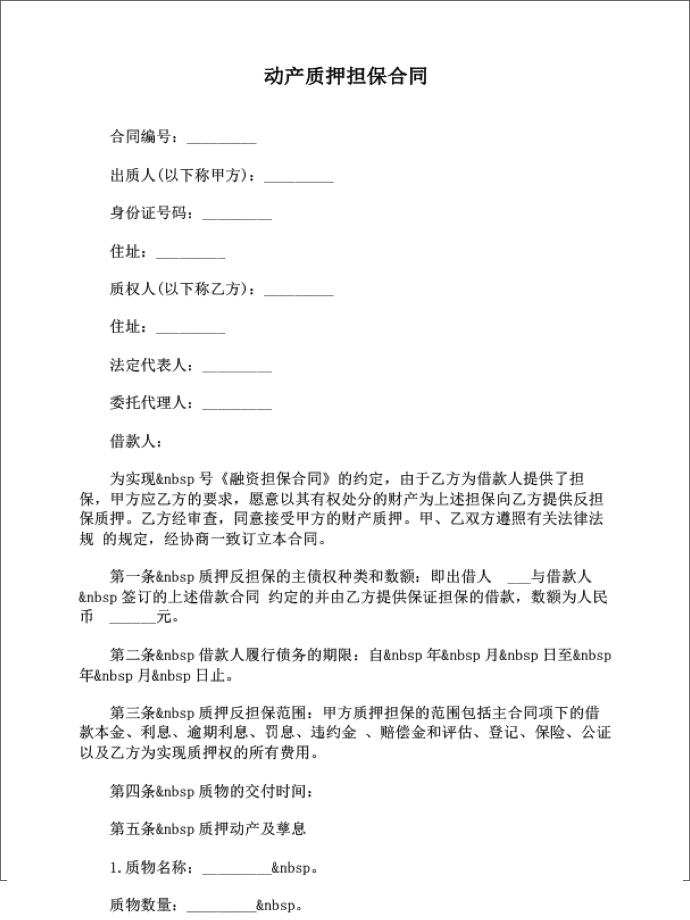 动产质押担保合同
合同编号：_________
出质人(以下称甲方)：_________
身份证号码：_________
住址：_________
质权人(以下称乙方)：_________
住址：_________
法定代表人：_________
委托代理人：_________
借款人：
为实现&nbsp 号《融资担保合同》的约定，由于乙方为借款人提供了担
保，甲方应乙方的要求，愿意以其有权处分的财产为上述担保向乙方提供反担
保质押。乙方经审查，同意接受甲方的财产质押。甲、乙双方遵照有关法律法
规 的规定，经协商一致订立本合同。
第一条&nbsp 质押反担保的主债权种类和数额：即出借人 ___与借款人
&nbsp 签订的上述借款合同 约定的并由乙方提供保证担保的借款，数额为人民
币 ______元。
第二条&nbsp 借款人履行债务的期限：自&nbsp 年&nbsp 月&nbsp 日至&nbsp
年&nbsp 月&nbsp 日止。
第三条&nbsp 质押反担保范围：甲方质押担保的范围包括主合同项下的借
款本金、利息、逾期利息、罚息、违约金 、赔偿金和评估、登记、保险、公证
以及乙方为实现质押权的所有费用。
第四条&nbsp 质物的交付时间：
第五条&nbsp 质押动产及孳息
1.质物名称：_________&nbsp。
质物数量：_________&nbsp。